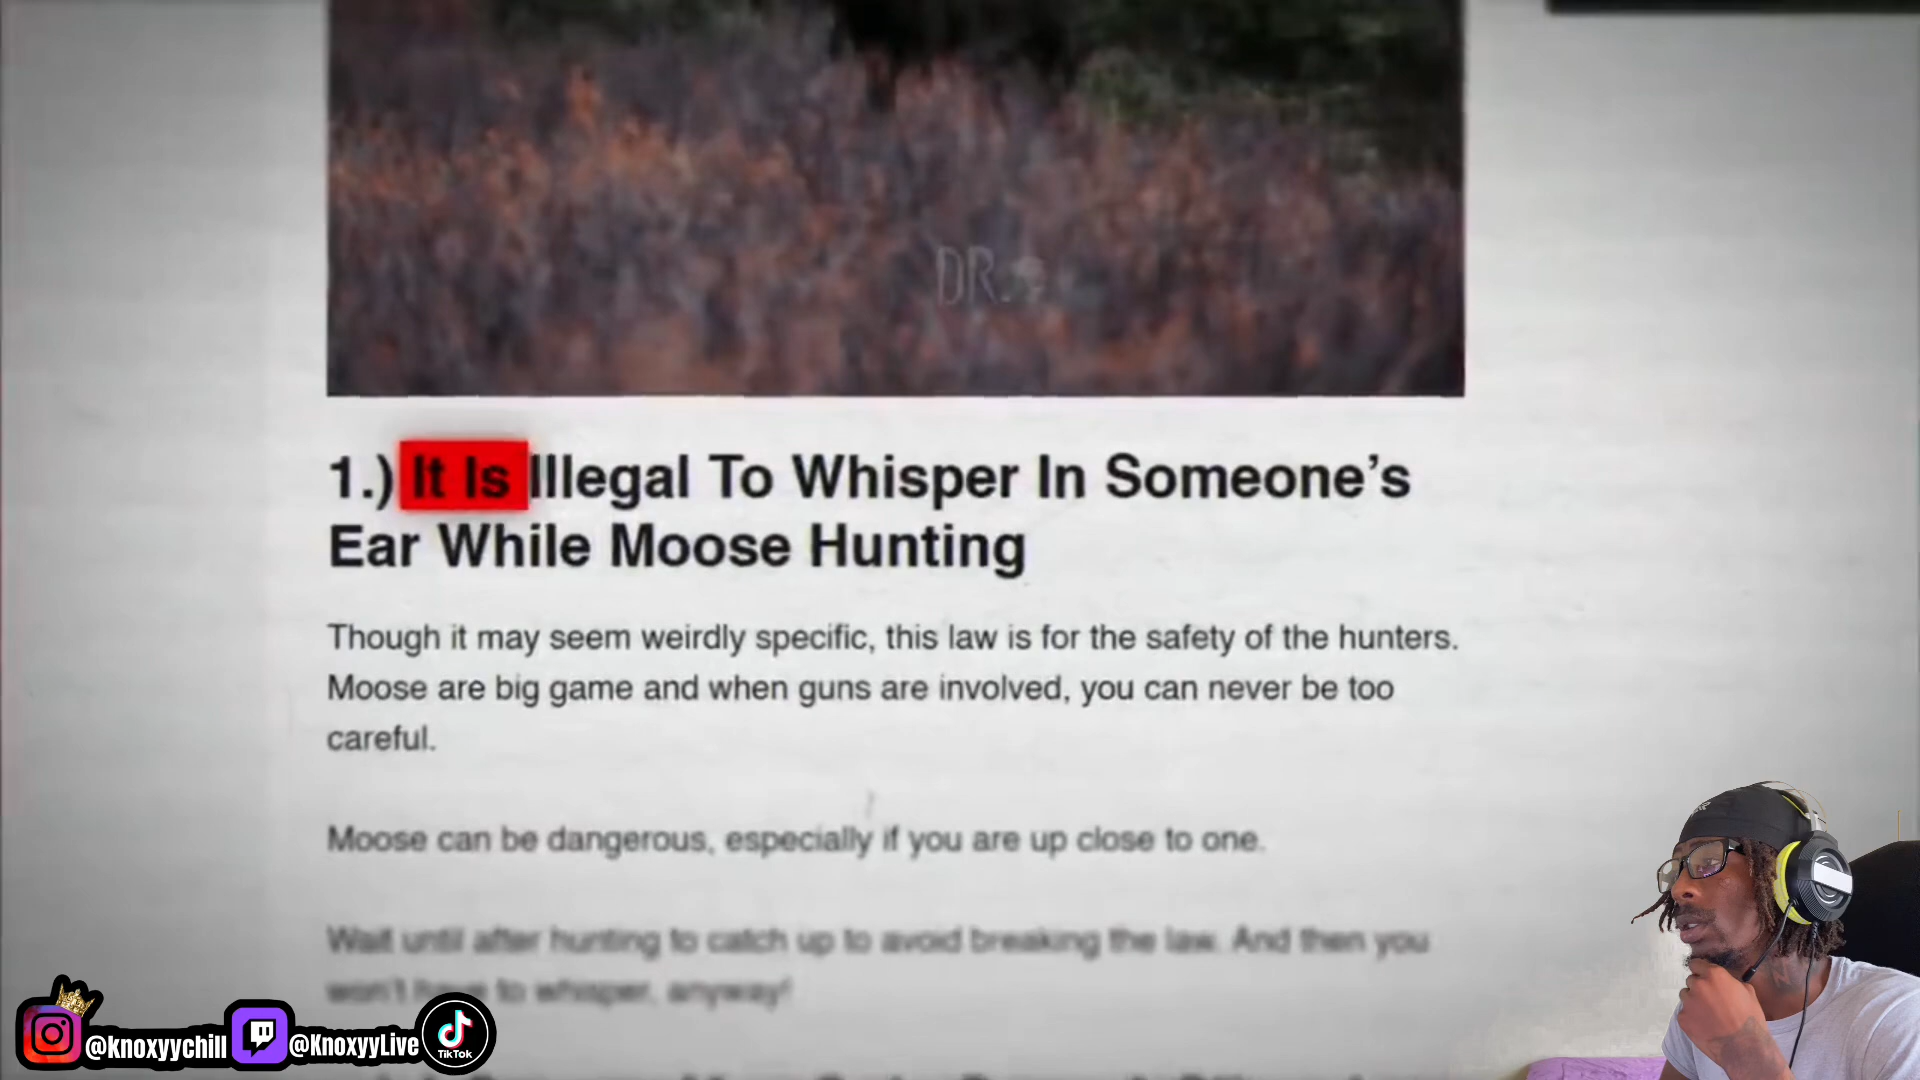 DR.
1.) It Is Illegal To Whisper In Someone’s
Ear While Moose Hunting
Though it may seem weirdly specific, this law is for the safety of the hunters.
Moose are big game and when guns are involved, you can never be too
careful.
Moose can be dangerous, especially if you are up close to one.
Wait until after hunting to catch up to avoid breaking the law. And then you
won't have to whisper, anyway!
@knoxyychill @KnoxyyLive TikTok